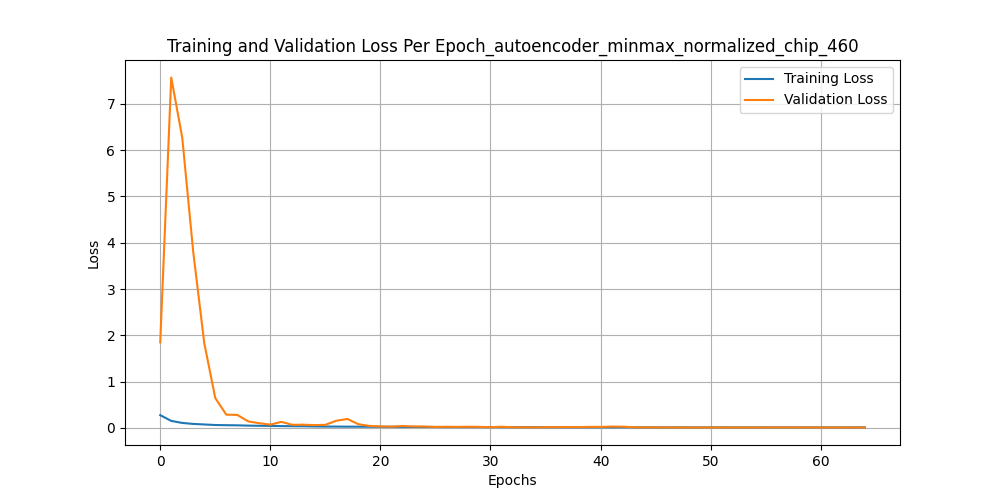 Training and Validation Loss Per Epoch_autoencoder_minmax_normalized_chip_460
Training Loss
Validation Loss
7
6
5
4
3
2
1
0
Loss
0 10 20 30 40 50 60
Epochs